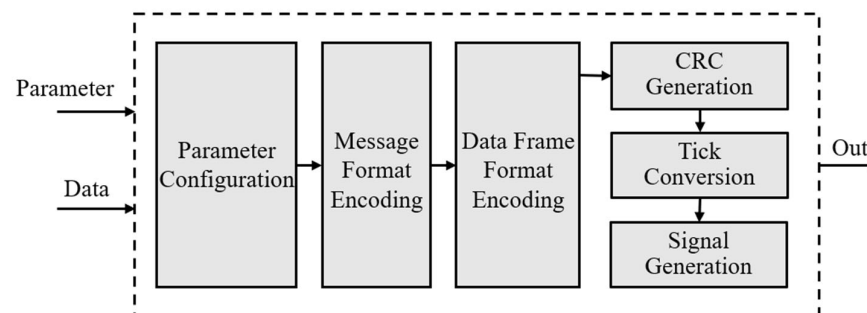 Parameter
Data
Parameter
Configuration
Message
Format
Encoding
Data Frame
Format
Encoding
CRC
Generation
Tick
Conversion
Signal
Generation
Out